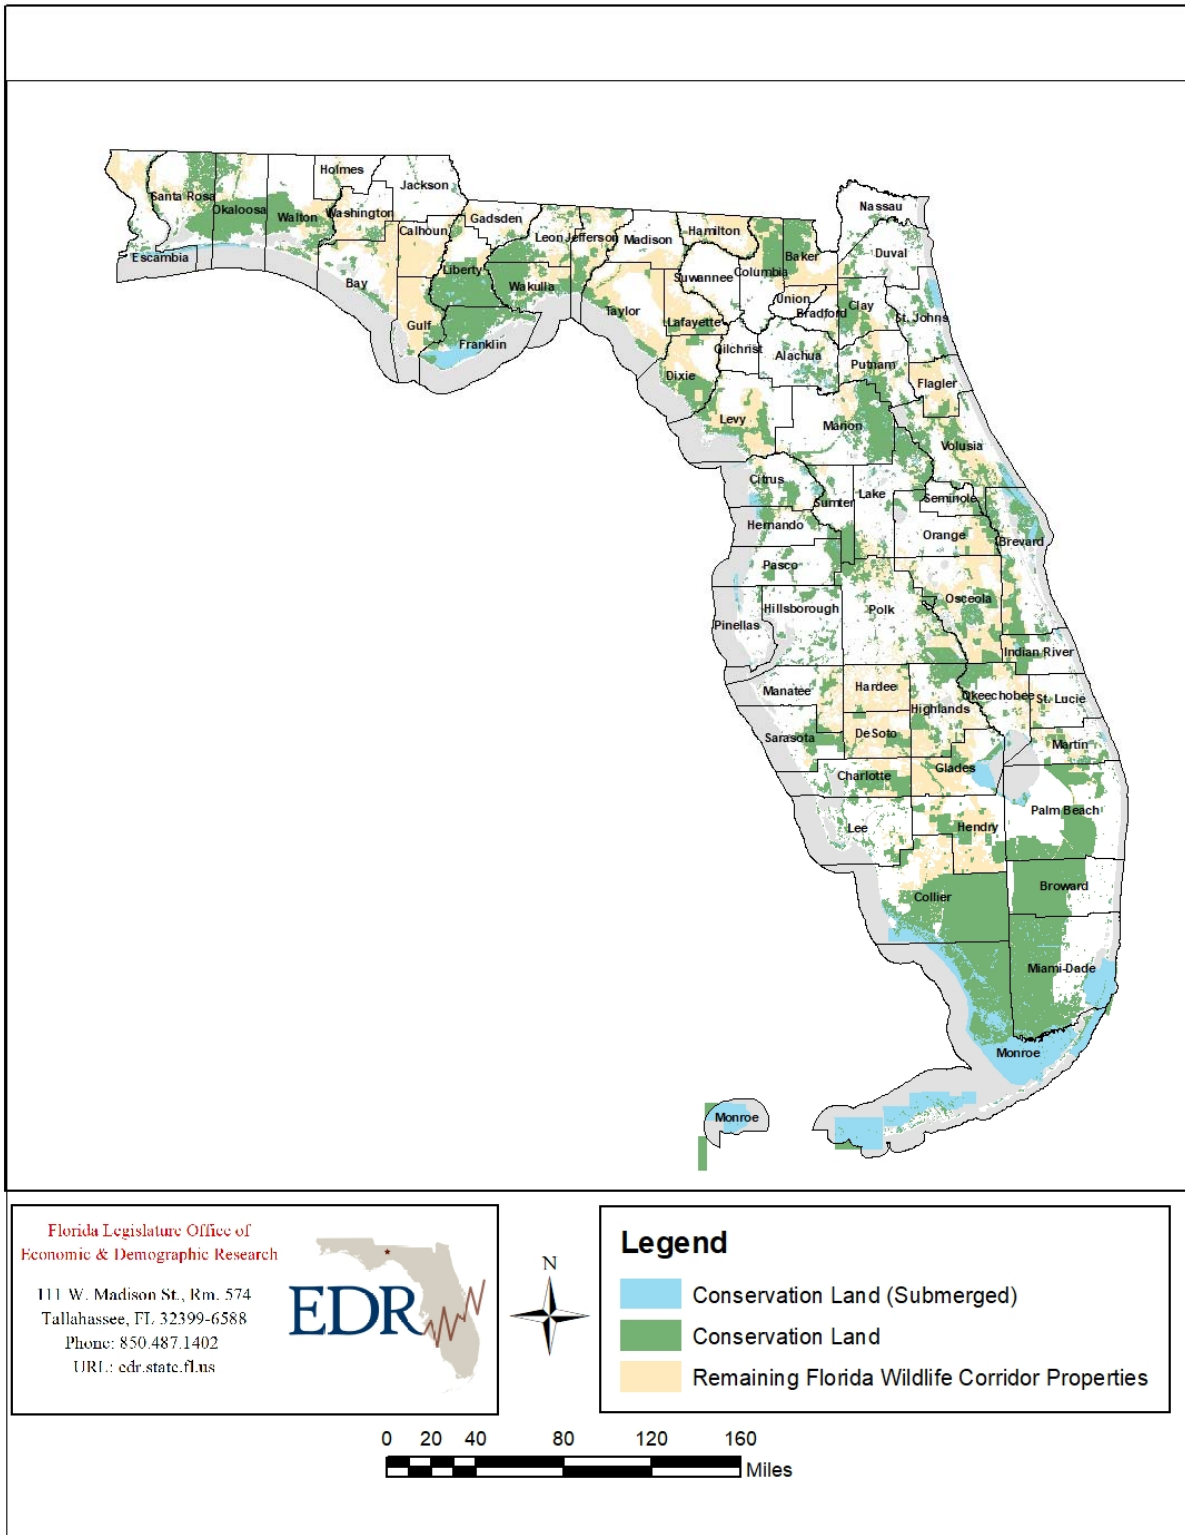 Holmes
Jackson
Santa Rosa
Okaloosa
Walton
Washington
Calhoun
Gadsden
Leon
Jefferson
Madison
Hamilton
Nassau
Duval
Baker
Columbia
Suwannee
Liberty
Wakulla
Escambia
Bay
Gulf
Franklin
Taylor
Lafayette
Union
Bradford
Clay
St. Johns
Gilchrist
Alachua
Putnam
Flagler
Dixie
Levy
Marion
Volusia
Citrus
Sumter
Lake
Seminole
Hernando
Orange
Brevard
Pasco
Osceola
Hillsborough
Polk
Pinellas
Indian River
Manatee
Hardee
Highlands
Okeechobee
St. Lucie
Sarasota
DeSoto
Martin
Charlotte
Glades
Palm Beach
Lee
Hendry
Collier
Broward
Miami-Dade
Monroe
Monroe
Florida Legislature Office of
Economic & Demographic Research
111 W. Madison St., Rm. 574
Tallahassee, FL 32399-6588
Phone: 850.487.1402
URL: edr.state.fl.us
EDR
N
Legend
Conservation Land (Submerged)
Conservation Land
Remaining Florida Wildlife Corridor Properties
0 20 40 80 120 160
Miles